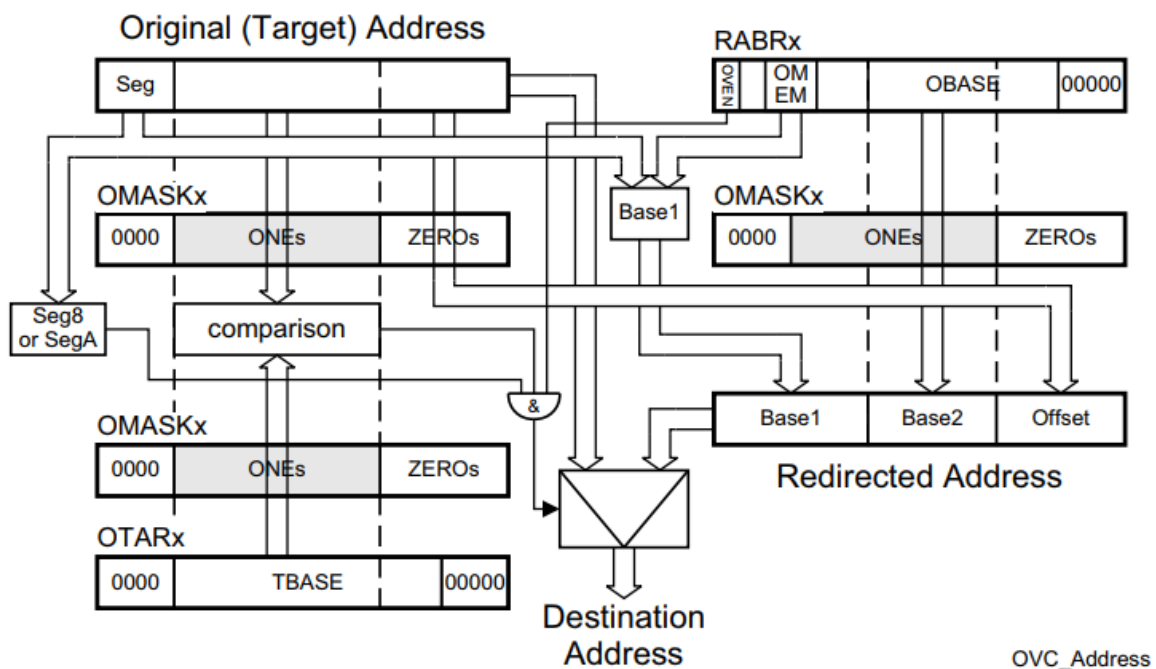 Original (Target) Address
RABRx
Seg
OVEN
OM
EM
OBASE
00000
OMASKx
0000
ONEs
ZEROs
Base1
OMASKx
0000
ONEs
ZEROs
Seg8
or SegA
comparison
&
Base1
Base2
Offset
Redirected Address
OMASKx
0000
ONEs
ZEROs
OTARx
0000
TBASE
00000
Destination
Address
OVC_Address